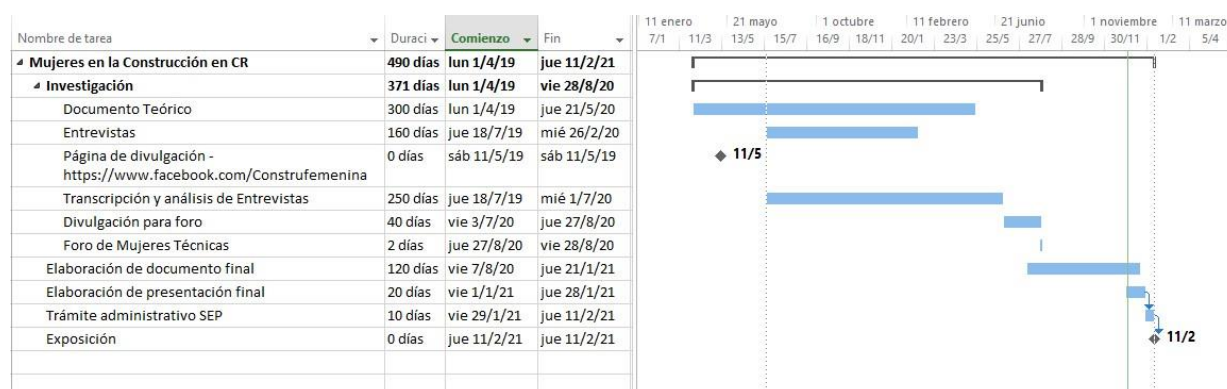 11 enero 21 mayo 1 octubre 11 febrero 21 junio 1 noviembre 11 marzo
Nombre de tarea Duraci Comienzo Fin 7/1 11/3 13/5 15/7 16/9 18/11 20/1 23/3 25/5 27/7 28/9 30/11 1/2 5/4
Mujeres en la Construcción en CR 490 días lun 1/4/19 jue 11/2/21
Investigación 371 días lun 1/4/19 vie 28/8/20
Documento Teórico 300 días lun 1/4/19 jue 21/5/20
Entrevistas 160 días jue 18/7/19 mié 26/2/20
Página de divulgación - 0 días sáb 11/5/19 sáb 11/5/19 11/5
https://www.facebook.com/Construfemenina
Transcripción y análisis de Entrevistas 250 días jue 18/7/19 mié 1/7/20
Divulgación para foro 40 días vie 3/7/20 jue 27/8/20
Foro de Mujeres Técnicas 2 días jue 27/8/20 vie 28/8/20
Elaboración de documento final 120 días vie 7/8/20 jue 21/1/21
Elaboración de presentación final 20 días vie 1/1/21 jue 28/1/21
Trámite administrativo SEP 10 días vie 29/1/21 jue 11/2/21
Exposición 0 días jue 11/2/21 jue 11/2/21 11/2